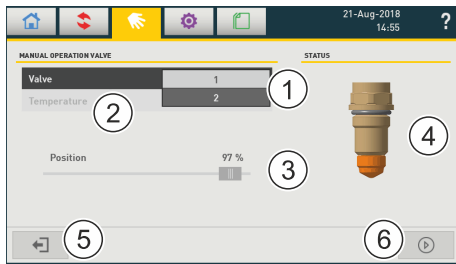 21-Aug-2018
14:55
?
MANUAL OPERATION VALVE
STATUS
Valve
1
1
Temperature
2
2
4
Position
97 %
3
5
6